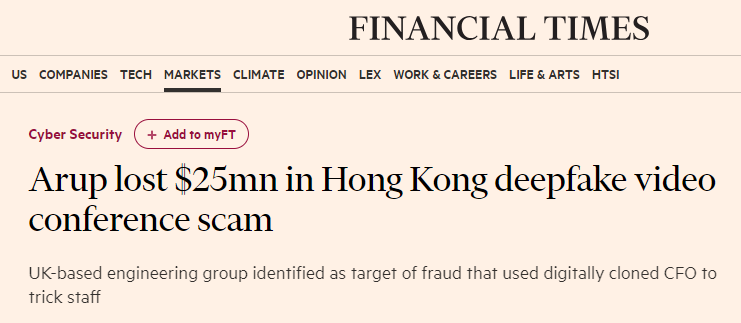 FINANCIAL TIMES
US COMPANIES TECH MARKETS CLIMATE OPINION LEX WORK & CAREERS LIFE & ARTS HTSI
Cyber Security + Add to myFT
Arup lost $25mn in Hong Kong deepfake video
conference scam
UK-based engineering group identified as target of fraud that used digitally cloned CFO to
trick staff